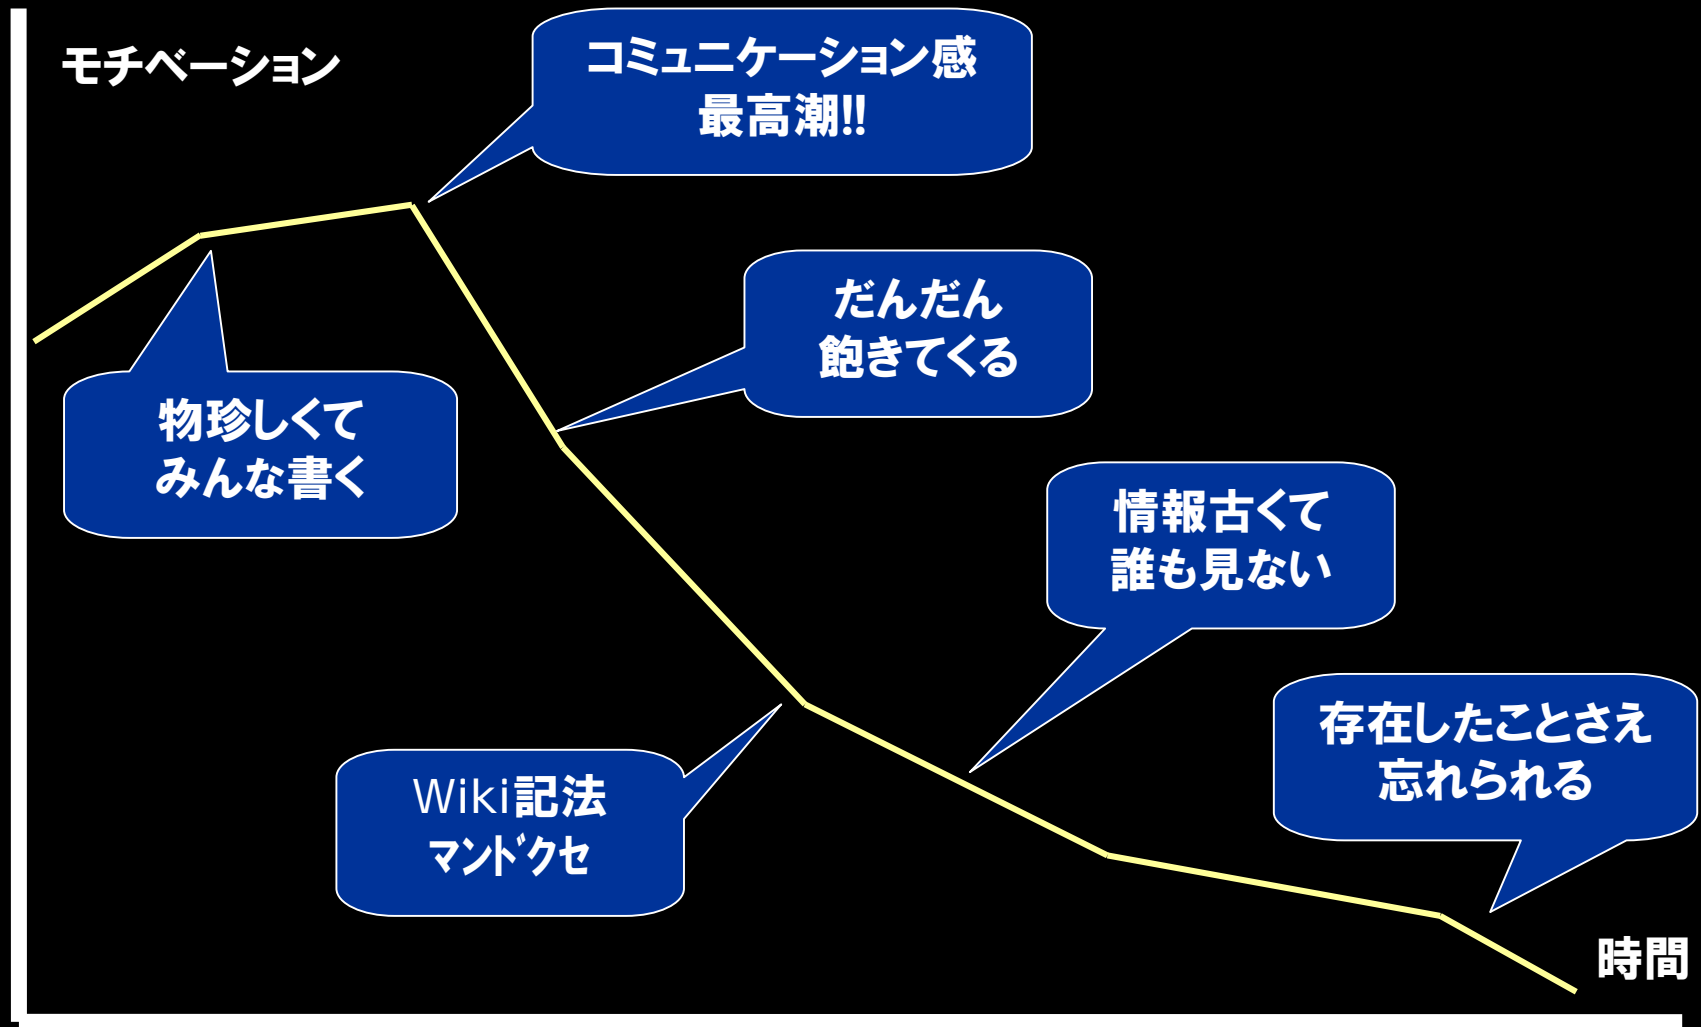 モチベーション
コミュニケーション感
最高潮!!
物珍しくて
みんな書く
だんだん
飽きてくる
Wiki記法
マンドクセ
情報古くて
誰も見ない
存在したことさえ
忘れられる
時間